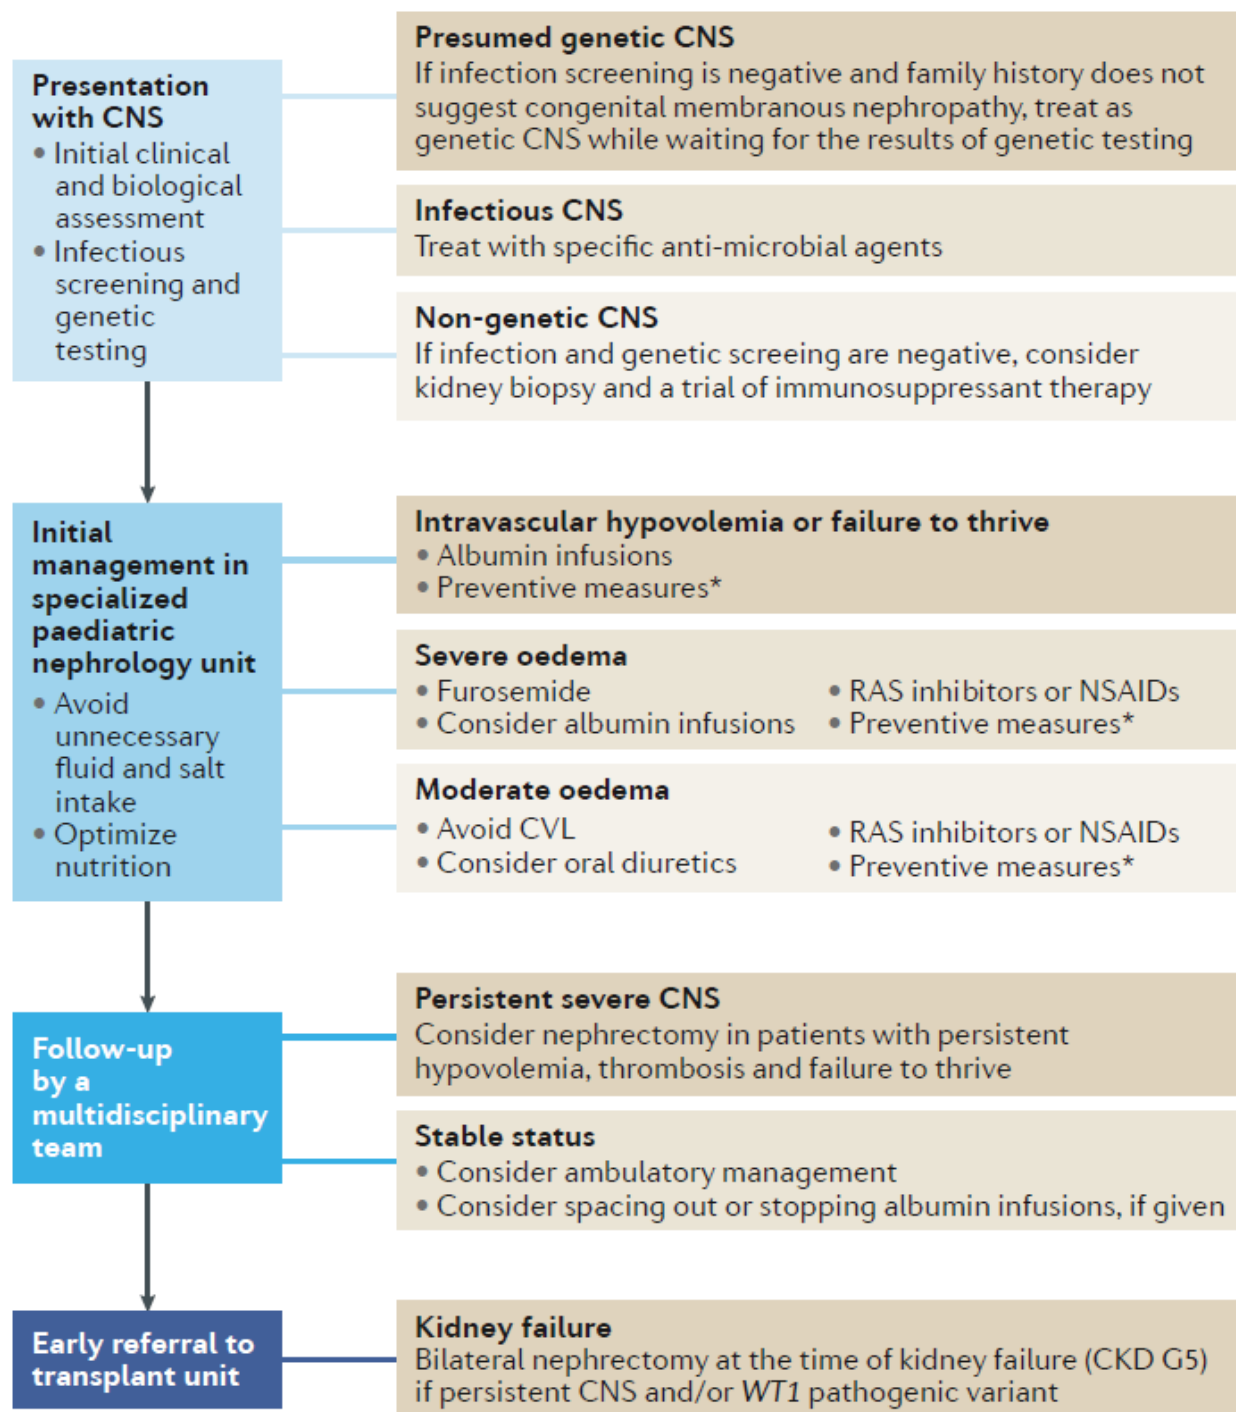 Presentation
with CNS
• Initial clinical
and biological
assessment
• Infectious
screening and
genetic
testing
Presumed genetic CNS
If infection screening is negative and family history does not
suggest congenital membranous nephropathy, treat as
genetic CNS while waiting for the results of genetic testing
Infectious CNS
Treat with specific anti-microbial agents
Non-genetic CNS
If infection and genetic screeing are negative, consider
kidney biopsy and a trial of immunosuppressant therapy
Initial
management in
specialized
paediatric
nephrology unit
• Avoid
unnecessary
fluid and salt
intake
• Optimize
nutrition
Intravascular hypovolemia or failure to thrive
• Albumin infusions
• Preventive measures*
Severe oedema
• Furosemide
• Consider albumin infusions
• RAS inhibitors or NSAIDs
• Preventive measures*
Moderate oedema
• Avoid CVL
• Consider oral diuretics
• RAS inhibitors or NSAIDs
• Preventive measures*
Follow-up
by a
multidisciplinary
team
Persistent severe CNS
Consider nephrectomy in patients with persistent
hypovolemia, thrombosis and failure to thrive
Stable status
• Consider ambulatory management
• Consider spacing out or stopping albumin infusions, if given
Early referral to
transplant unit
Kidney failure
Bilateral nephrectomy at the time of kidney failure (CKD G5)
if persistent CNS and/or WT1 pathogenic variant